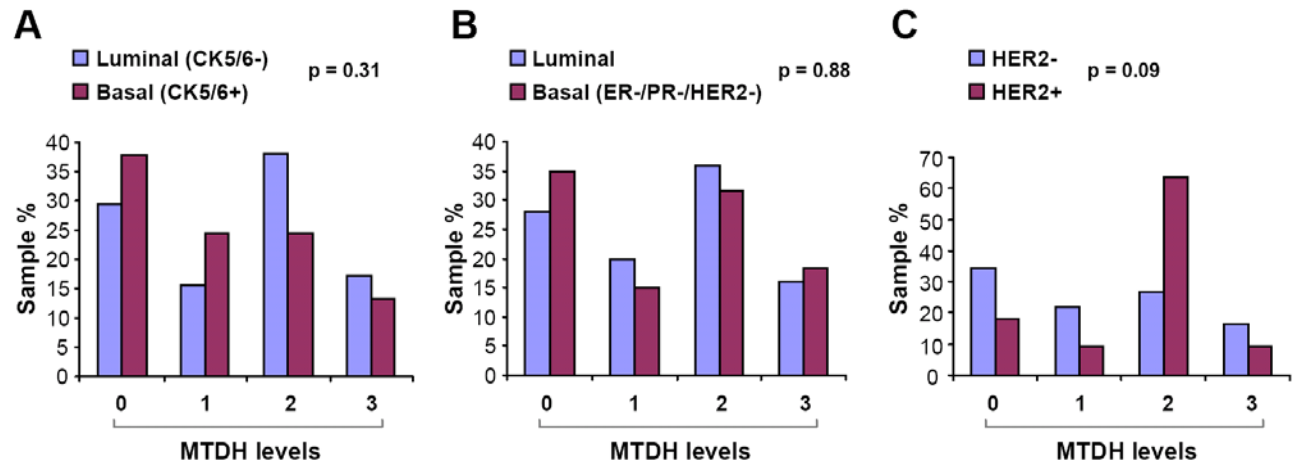 A
Luminal (CK5/6-)
Basal (CK5/6+)
p = 0.31
Sample %
40
35
30
25
20
15
10
5
0
0 1 2 3
MTDH levels
B
Luminal
Basal (ER-/PR-/HER2-)
p = 0.88
Sample %
40
35
30
25
20
15
10
5
0
0 1 2 3
MTDH levels
C
HER2-
HER2+
p = 0.09
Sample %
70
60
50
40
30
20
10
0
0 1 2 3
MTDH levels